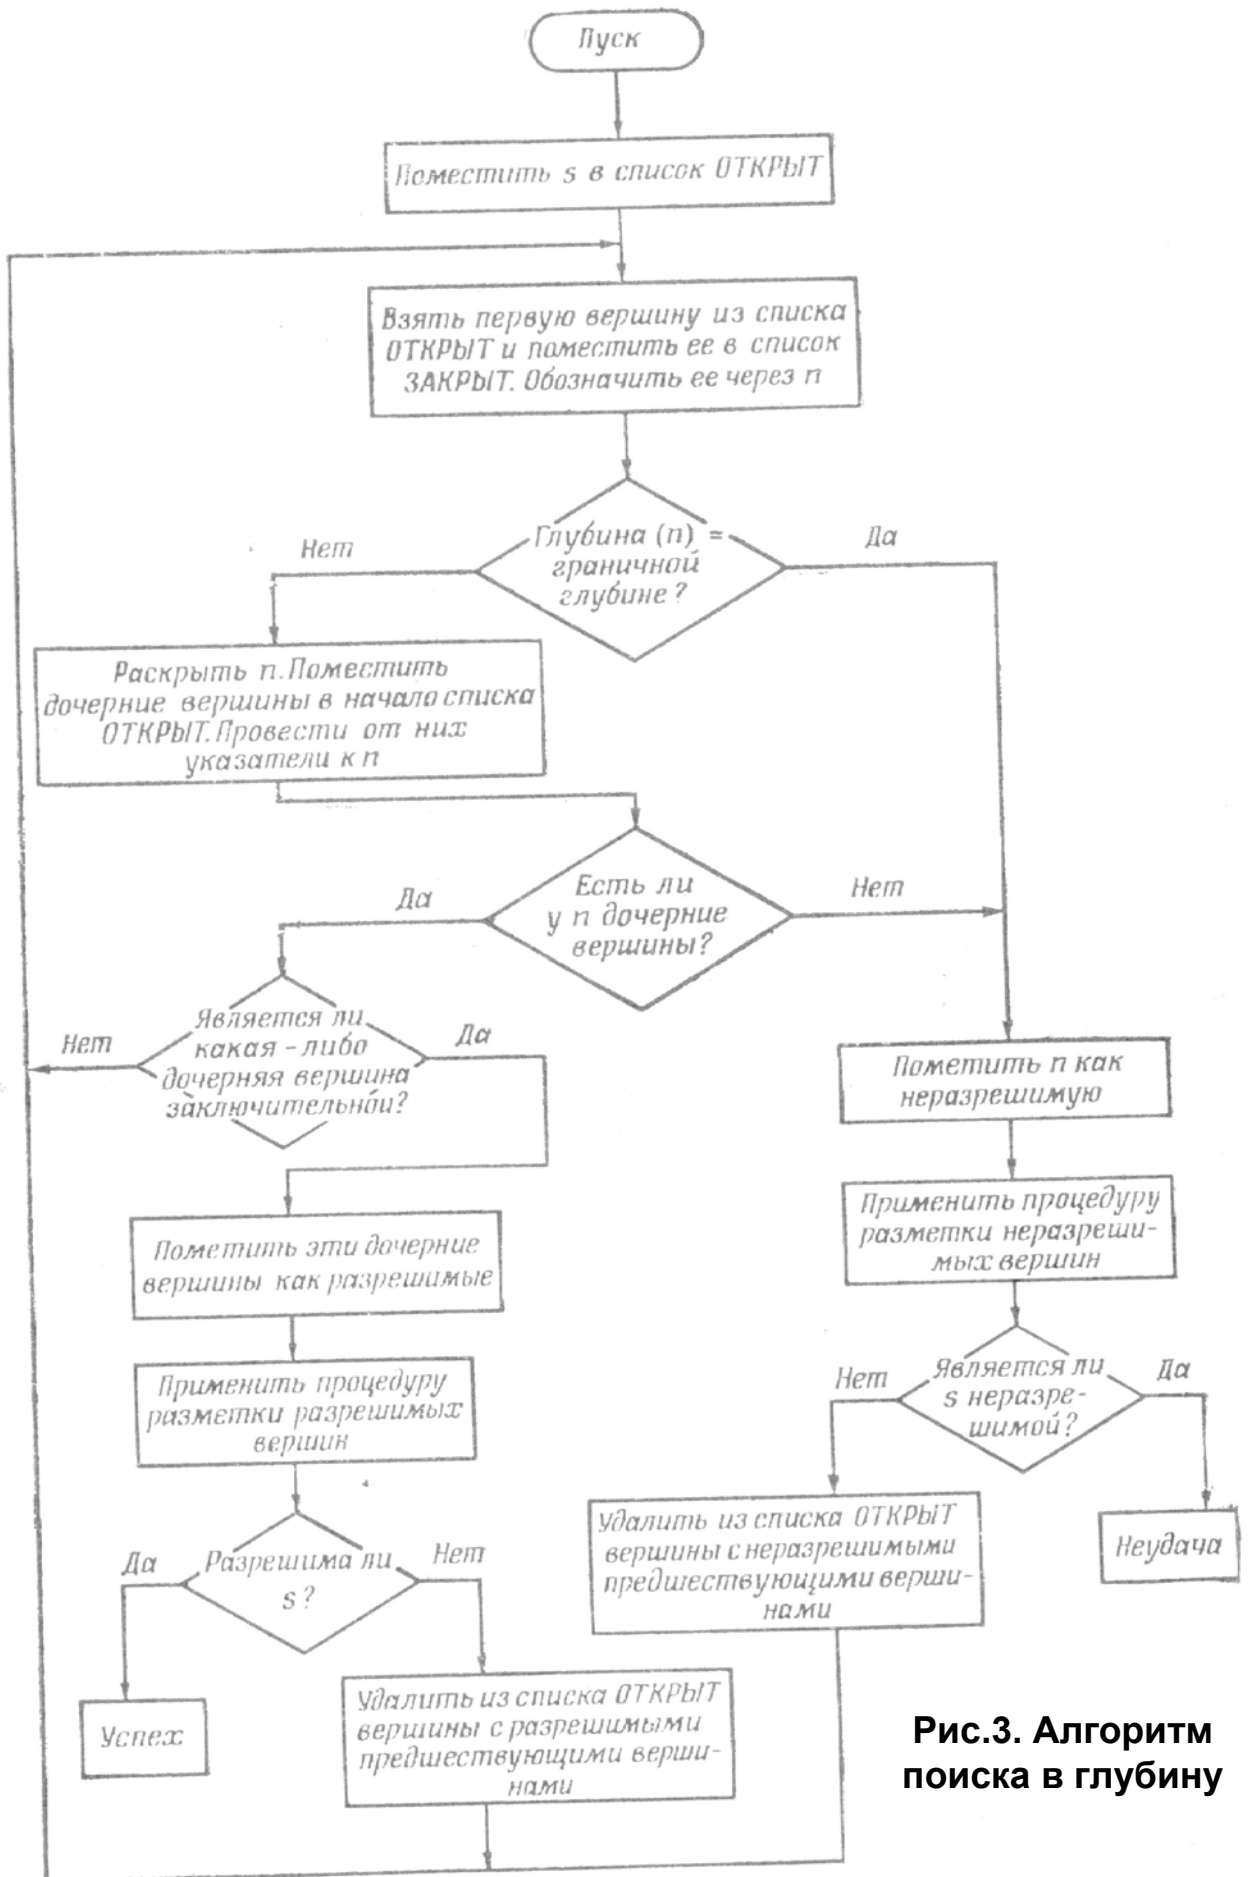 Пуск
Поместить s в список ОТКРЫТ
Взять первую вершину из списка
ОТКРЫТ и поместить ее в список
ЗАКРЫТ. Обозначить ее через n
Глубина (n) =
граничной
глубине?
Нет
Да
Раскрыть n. Поместить
дочерние вершины в начало списка
ОТКРЫТ. Провести от них
указатели к n
Есть ли
у n дочерние
вершины?
Да
Нет
Является ли
какая-либо
дочерняя вершина
заключительной?
Нет
Да
Пометить n как
неразрешимую
Пометить эти дочерние
вершины как разрешимые
Применить процедуру
разметки неразреши-
мых вершин
Применить процедуру
разметки разрешимых
вершин
Является ли
s неразре-
шимой?
Нет
Да
Удалить из списка ОТКРЫТ
вершины с неразрешимыми
предшествующими верши-
нами
Неудача
Разрешима ли
s?
Да
Нет
Успех
Удалить из списка ОТКРЫТ
вершины с разрешимыми
предшествующими верши-
нами
Рис.3. Алгоритм
поиска в глубину